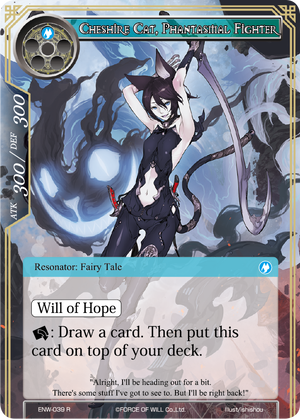 Cheshire Cat, Phantasmal Fighter
ATK 300 / DEF 300
Resonator: Fairy Tale
Will of Hope
: Draw a card. Then put this
card on top of your deck.
"Alright, I'll be heading out for a bit.
There's some stuff I've got to see to. But I'll be right back!"
ENW-039 R
©FORCE OF WILL Co.,Ltd.
Illust/ishishou